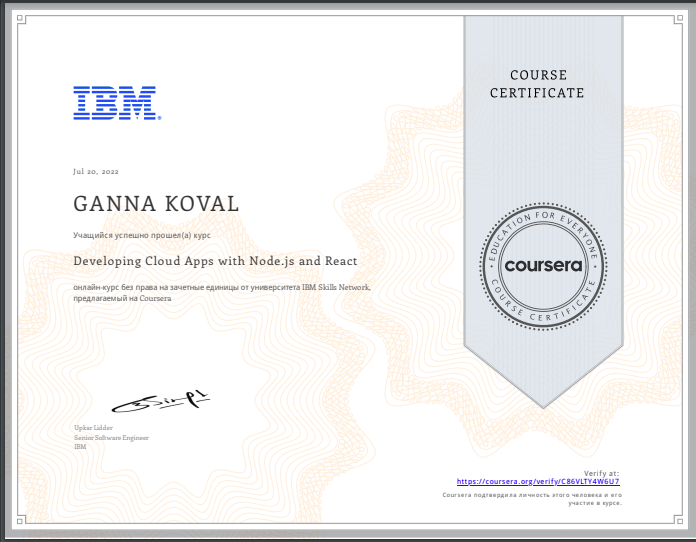 COURSE
CERTIFICATE
IBM®
Jul 20, 2022
GANNA KOVAL
Учащийся успешно прошел(а) курс
Developing Cloud Apps with Node.js and React
онлайн-курс без права на зачетные единицы от университета IBM Skills Network,
предлагаемый на Coursera
EDUCATION FOR EVERYONE
coursera
COURSE CERTIFICATE
Upkar Lidder
Senior Software Engineer
IBM
Verify at:
https://coursera.org/verify/C86VLTY4W6U7
Coursera подтвердила личность этого человека и его
участие в курсе.